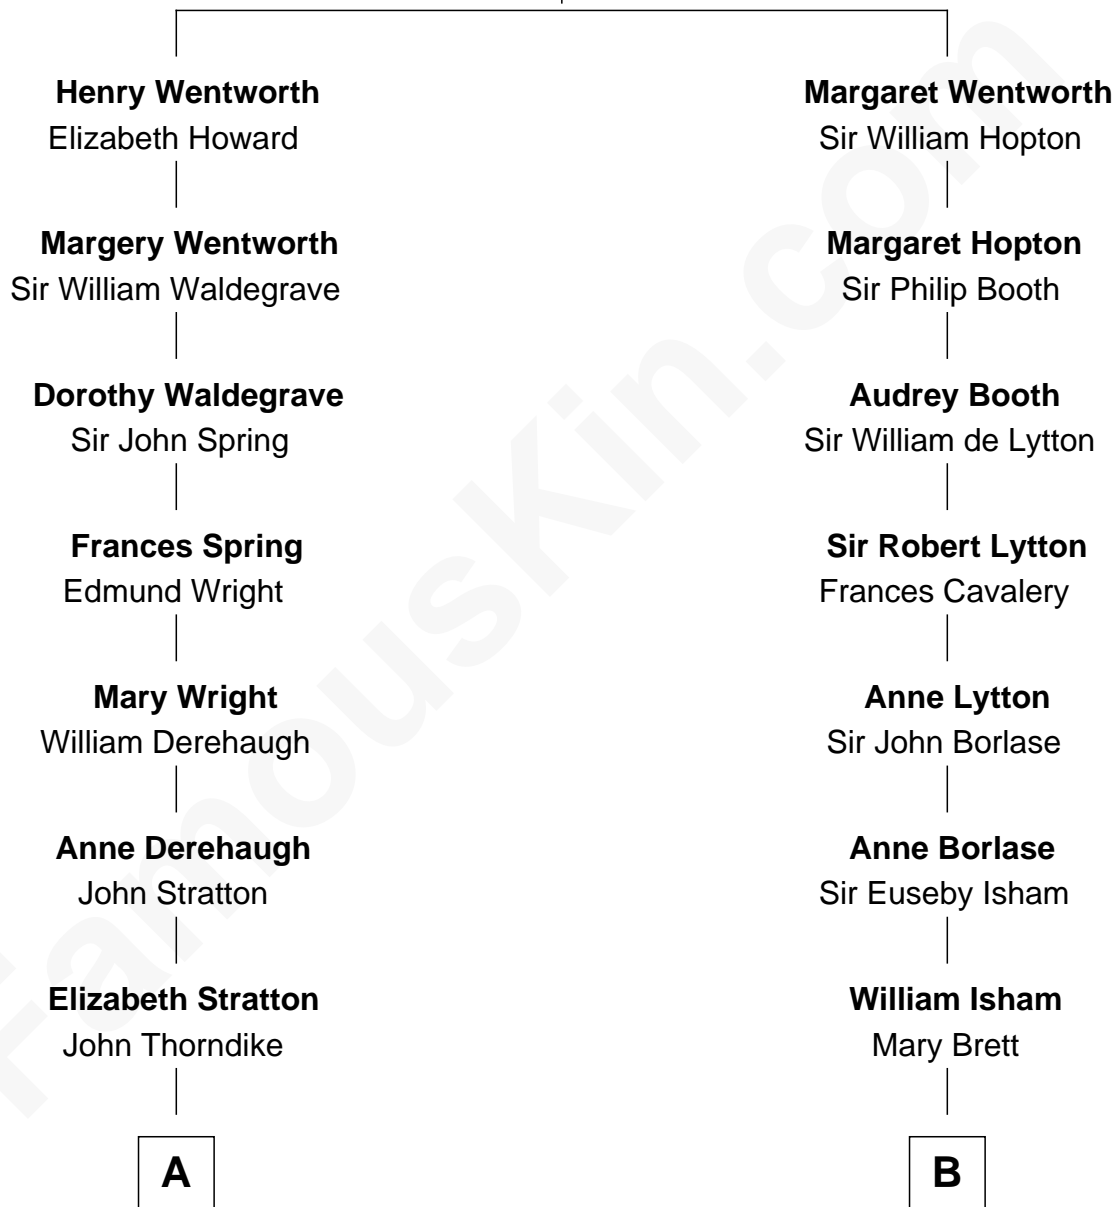 Henry Wentworth
Elizabeth Howard
Margery Wentworth
Sir William Waldegrave
Dorothy Waldegrave
Sir John Spring
Frances Spring
Edmund Wright
Mary Wright
William Derehaugh
Anne Derehaugh
John Stratton
Elizabeth Stratton
John Thorndike
A
Margaret Wentworth
Sir William Hopton
Margaret Hopton
Sir Philip Booth
Audrey Booth
Sir William de Lytton
Sir Robert Lytton
Frances Cavalery
Anne Lytton
Sir John Borlase
Anne Borlase
Sir Euseby Isham
William Isham
Mary Brett
B
FamousKin.com